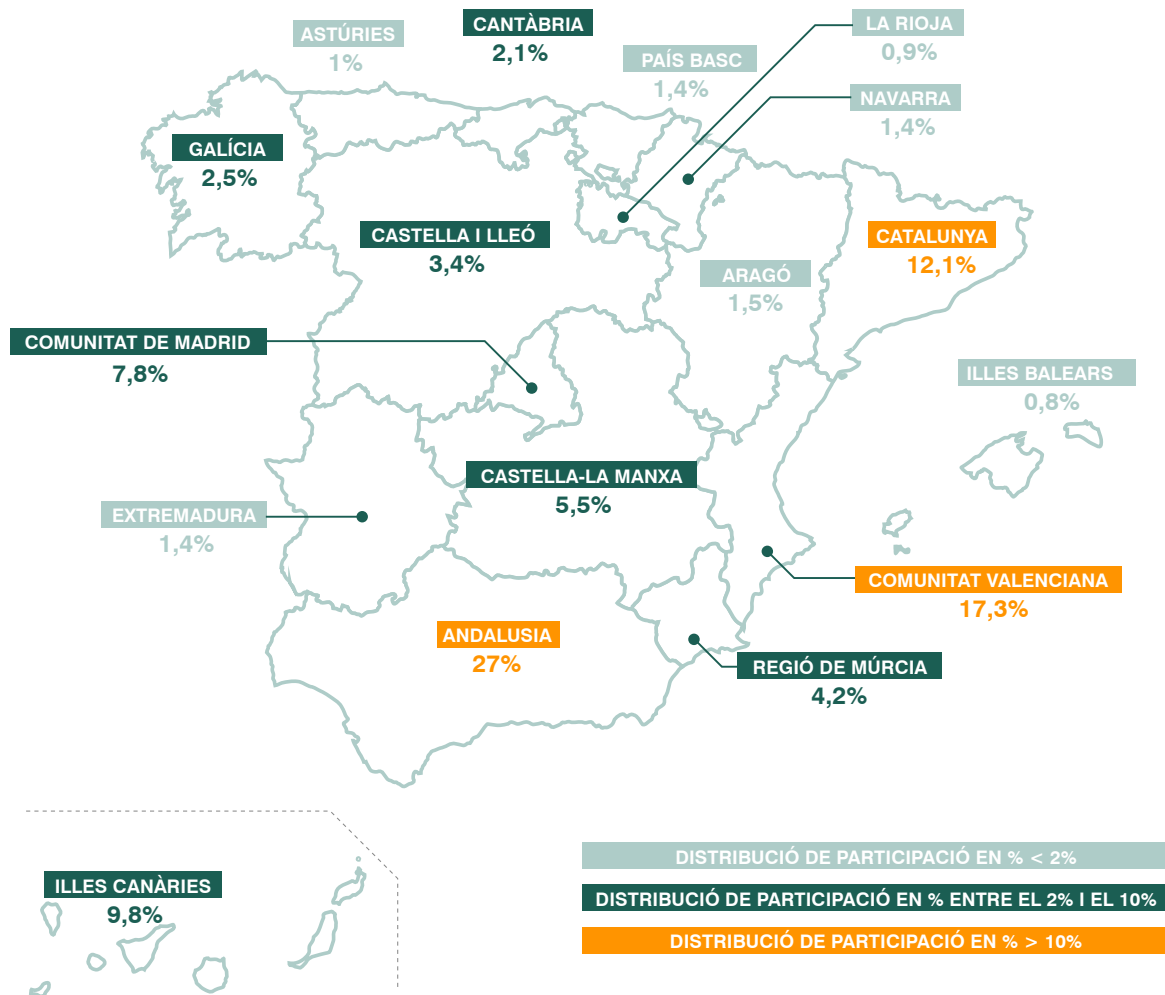 ASTÚRIES
1%
CANTÀBRIA
2,1%
PAÍS BASC
1,4%
LA RIOJA
0,9%
NAVARRA
1,4%
GALÍCIA
2,5%
CASTELLA I LLEÓ
3,4%
CATALUNYA
12,1%
ARAGÓ
1,5%
COMUNITAT DE MADRID
7,8%
ILLES BALEARS
0,8%
CASTELLA-LA MANXA
5,5%
EXTREMADURA
1,4%
COMUNITAT VALENCIANA
17,3%
ANDALUSIA
27%
REGIÓ DE MÚRCIA
4,2%
ILLES CANÀRIES
9,8%
DISTRIBUCIÓ DE PARTICIPACIÓ EN % < 2%
DISTRIBUCIÓ DE PARTICIPACIÓ EN % ENTRE EL 2% I EL 10%
DISTRIBUCIÓ DE PARTICIPACIÓ EN % > 10%